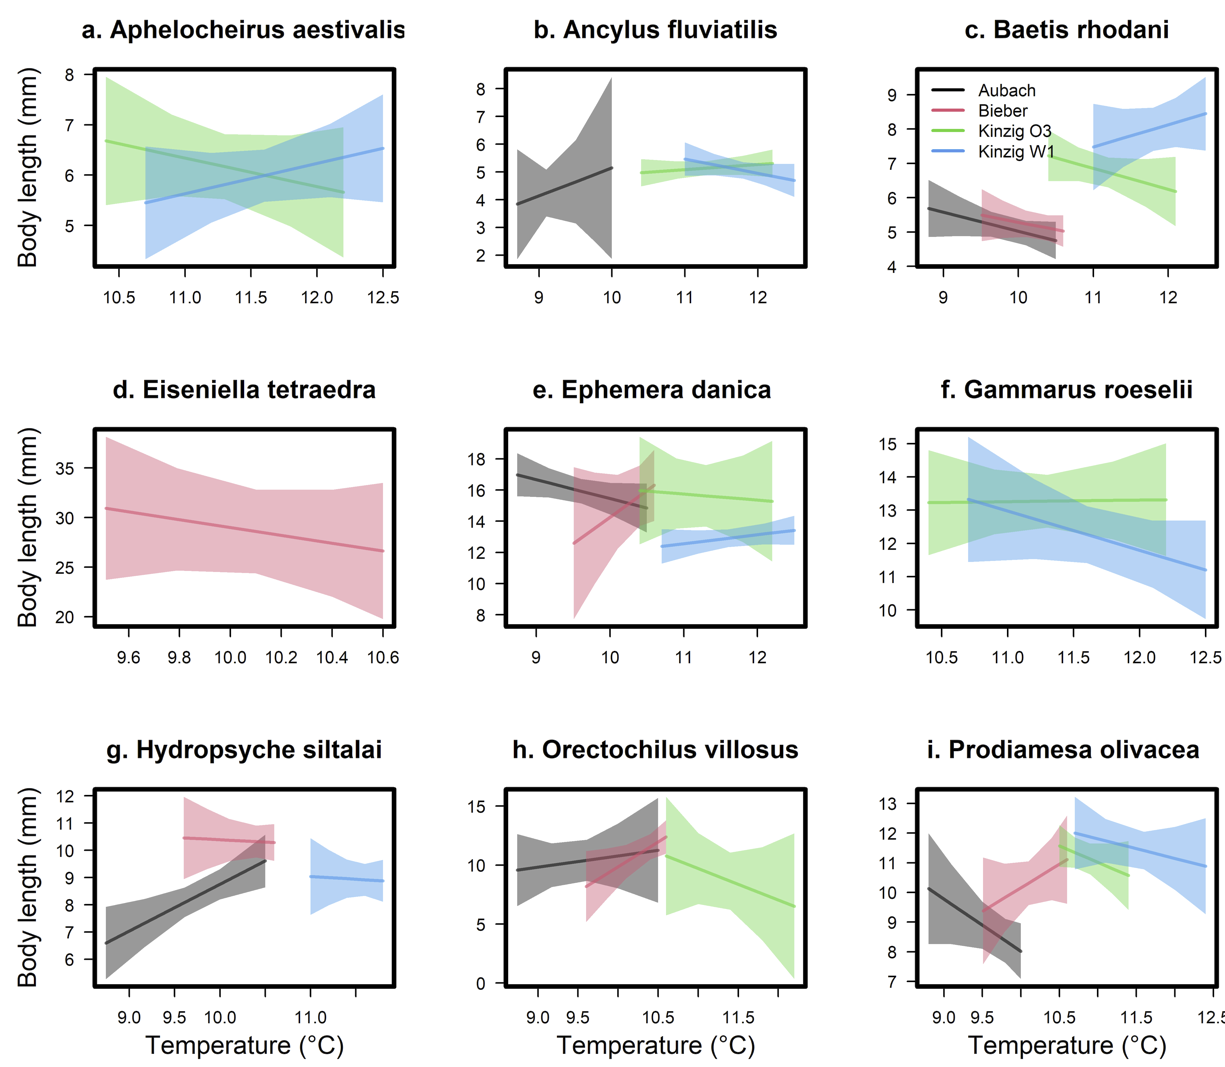 a. Aphelocheirus aestivalis
b. Ancylus fluviatilis
c. Baetis rhodani
Body length (mm)
8
7
6
5
10.5 11.0 11.5 12.0 12.5
8
7
6
5
4
3
2
9 10 11 12
Aubach
Bieber
Kinzig O3
Kinzig W1
9
8
7
6
5
4
9 10 11 12
d. Eiseniella tetraedra
e. Ephemera danica
f. Gammarus roeselii
Body length (mm)
35
30
25
20
9.6 9.8 10.0 10.2 10.4 10.6
18
16
14
12
10
8
9 10 11 12
15
14
13
12
11
10
10.5 11.0 11.5 12.0 12.5
g. Hydropsyche siltalai
h. Orectochilus villosus
i. Prodiamesa olivacea
Body length (mm)
12
11
10
9
8
7
6
9.0 9.5 10.0 11.0
Temperature (°C)
15
10
5
0
9.0 9.5 10.5 11.5
Temperature (°C)
13
12
11
10
9
8
7
9.0 9.5 10.5 11.5 12.5
Temperature (°C)